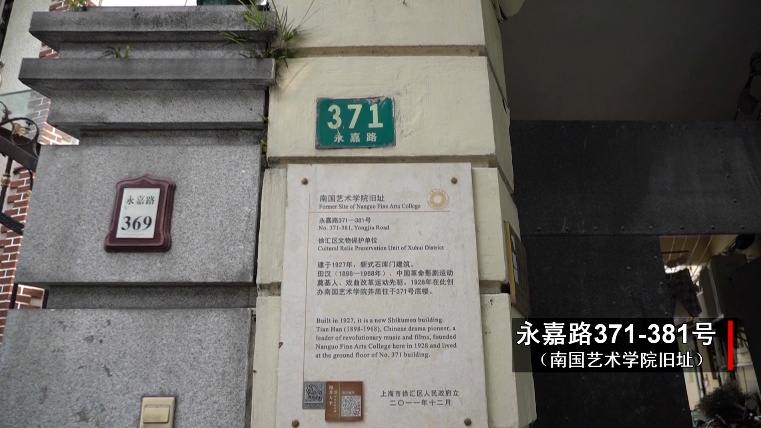 371
永嘉路
永嘉路
369
南国艺术学院旧址
Former Site of Nanguo Fine Arts College
永嘉路371—381号
No. 371-381, Yongjia Road
徐汇区文物保护单位
Cultural Relic Preservation Unit of Xuhui District
建于1927年，新式石库门建筑。
田汉（1898—1968年），中国革命影剧运动
奠基人、戏曲改革运动先驱，1928年在此创
办南国艺术学院并居住于371号底楼。
Built in 1927, it is a new Shikumen building.
Tian Han (1898-1968), Chinese drama pioneer, a
leader of revolutionary music and films, founded
Nanguo Fine Arts College here in 1928 and lived
at the ground floor of No. 371 building.
上海市徐汇区人民政府立
二〇一一年十二月
永嘉路371-381号
（南国艺术学院旧址）